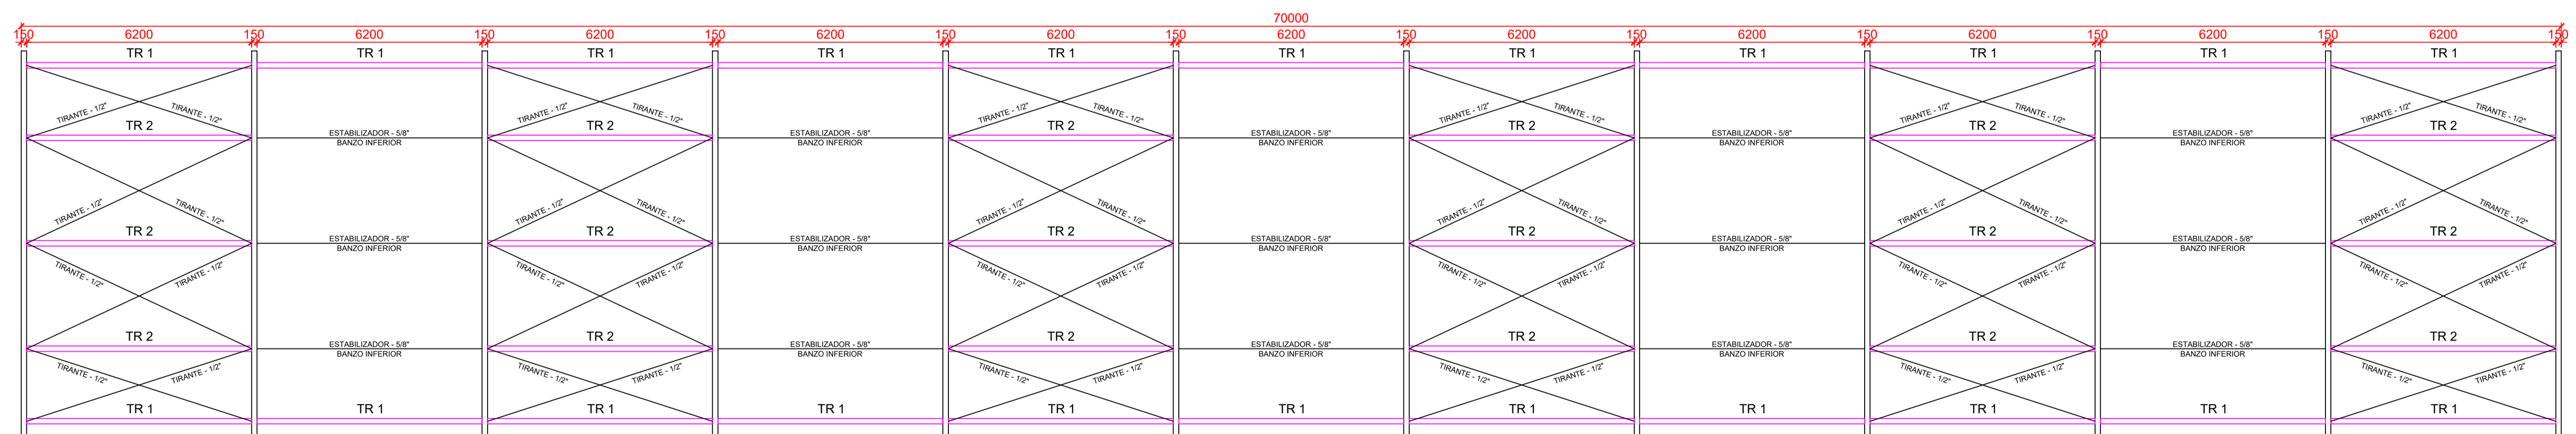 70000
150 6200 150 6200 150 6200 150 6200 150 6200 150 6200 150 6200 150 6200 150 6200 150 6200 150 6200 150
TR 1 TR 1 TR 1 TR 1 TR 1 TR 1 TR 1 TR 1 TR 1 TR 1 TR 1
TIRANTE - 1/2" TIRANTE - 1/2" TIRANTE - 1/2" TIRANTE - 1/2" TIRANTE - 1/2" TIRANTE - 1/2" TIRANTE - 1/2" TIRANTE - 1/2" TIRANTE - 1/2" TIRANTE - 1/2" TIRANTE - 1/2" TIRANTE - 1/2"
TR 2 ESTABILIZADOR - 5/8" TR 2 ESTABILIZADOR - 5/8" TR 2 ESTABILIZADOR - 5/8" TR 2 ESTABILIZADOR - 5/8" TR 2 ESTABILIZADOR - 5/8" TR 2
BANZO INFERIOR BANZO INFERIOR BANZO INFERIOR BANZO INFERIOR BANZO INFERIOR
TIRANTE - 1/2" TIRANTE - 1/2" TIRANTE - 1/2" TIRANTE - 1/2" TIRANTE - 1/2" TIRANTE - 1/2" TIRANTE - 1/2" TIRANTE - 1/2" TIRANTE - 1/2" TIRANTE - 1/2" TIRANTE - 1/2" TIRANTE - 1/2"
TR 2 ESTABILIZADOR - 5/8" TR 2 ESTABILIZADOR - 5/8" TR 2 ESTABILIZADOR - 5/8" TR 2 ESTABILIZADOR - 5/8" TR 2 ESTABILIZADOR - 5/8" TR 2
BANZO INFERIOR BANZO INFERIOR BANZO INFERIOR BANZO INFERIOR BANZO INFERIOR
TIRANTE - 1/2" TIRANTE - 1/2" TIRANTE - 1/2" TIRANTE - 1/2" TIRANTE - 1/2" TIRANTE - 1/2" TIRANTE - 1/2" TIRANTE - 1/2" TIRANTE - 1/2" TIRANTE - 1/2" TIRANTE - 1/2" TIRANTE - 1/2"
TR 2 ESTABILIZADOR - 5/8" TR 2 ESTABILIZADOR - 5/8" TR 2 ESTABILIZADOR - 5/8" TR 2 ESTABILIZADOR - 5/8" TR 2 ESTABILIZADOR - 5/8" TR 2
BANZO INFERIOR BANZO INFERIOR BANZO INFERIOR BANZO INFERIOR BANZO INFERIOR
TIRANTE - 1/2" TIRANTE - 1/2" TIRANTE - 1/2" TIRANTE - 1/2" TIRANTE - 1/2" TIRANTE - 1/2" TIRANTE - 1/2" TIRANTE - 1/2" TIRANTE - 1/2" TIRANTE - 1/2" TIRANTE - 1/2" TIRANTE - 1/2"
TR 1 TR 1 TR 1 TR 1 TR 1 TR 1 TR 1 TR 1 TR 1 TR 1 TR 1